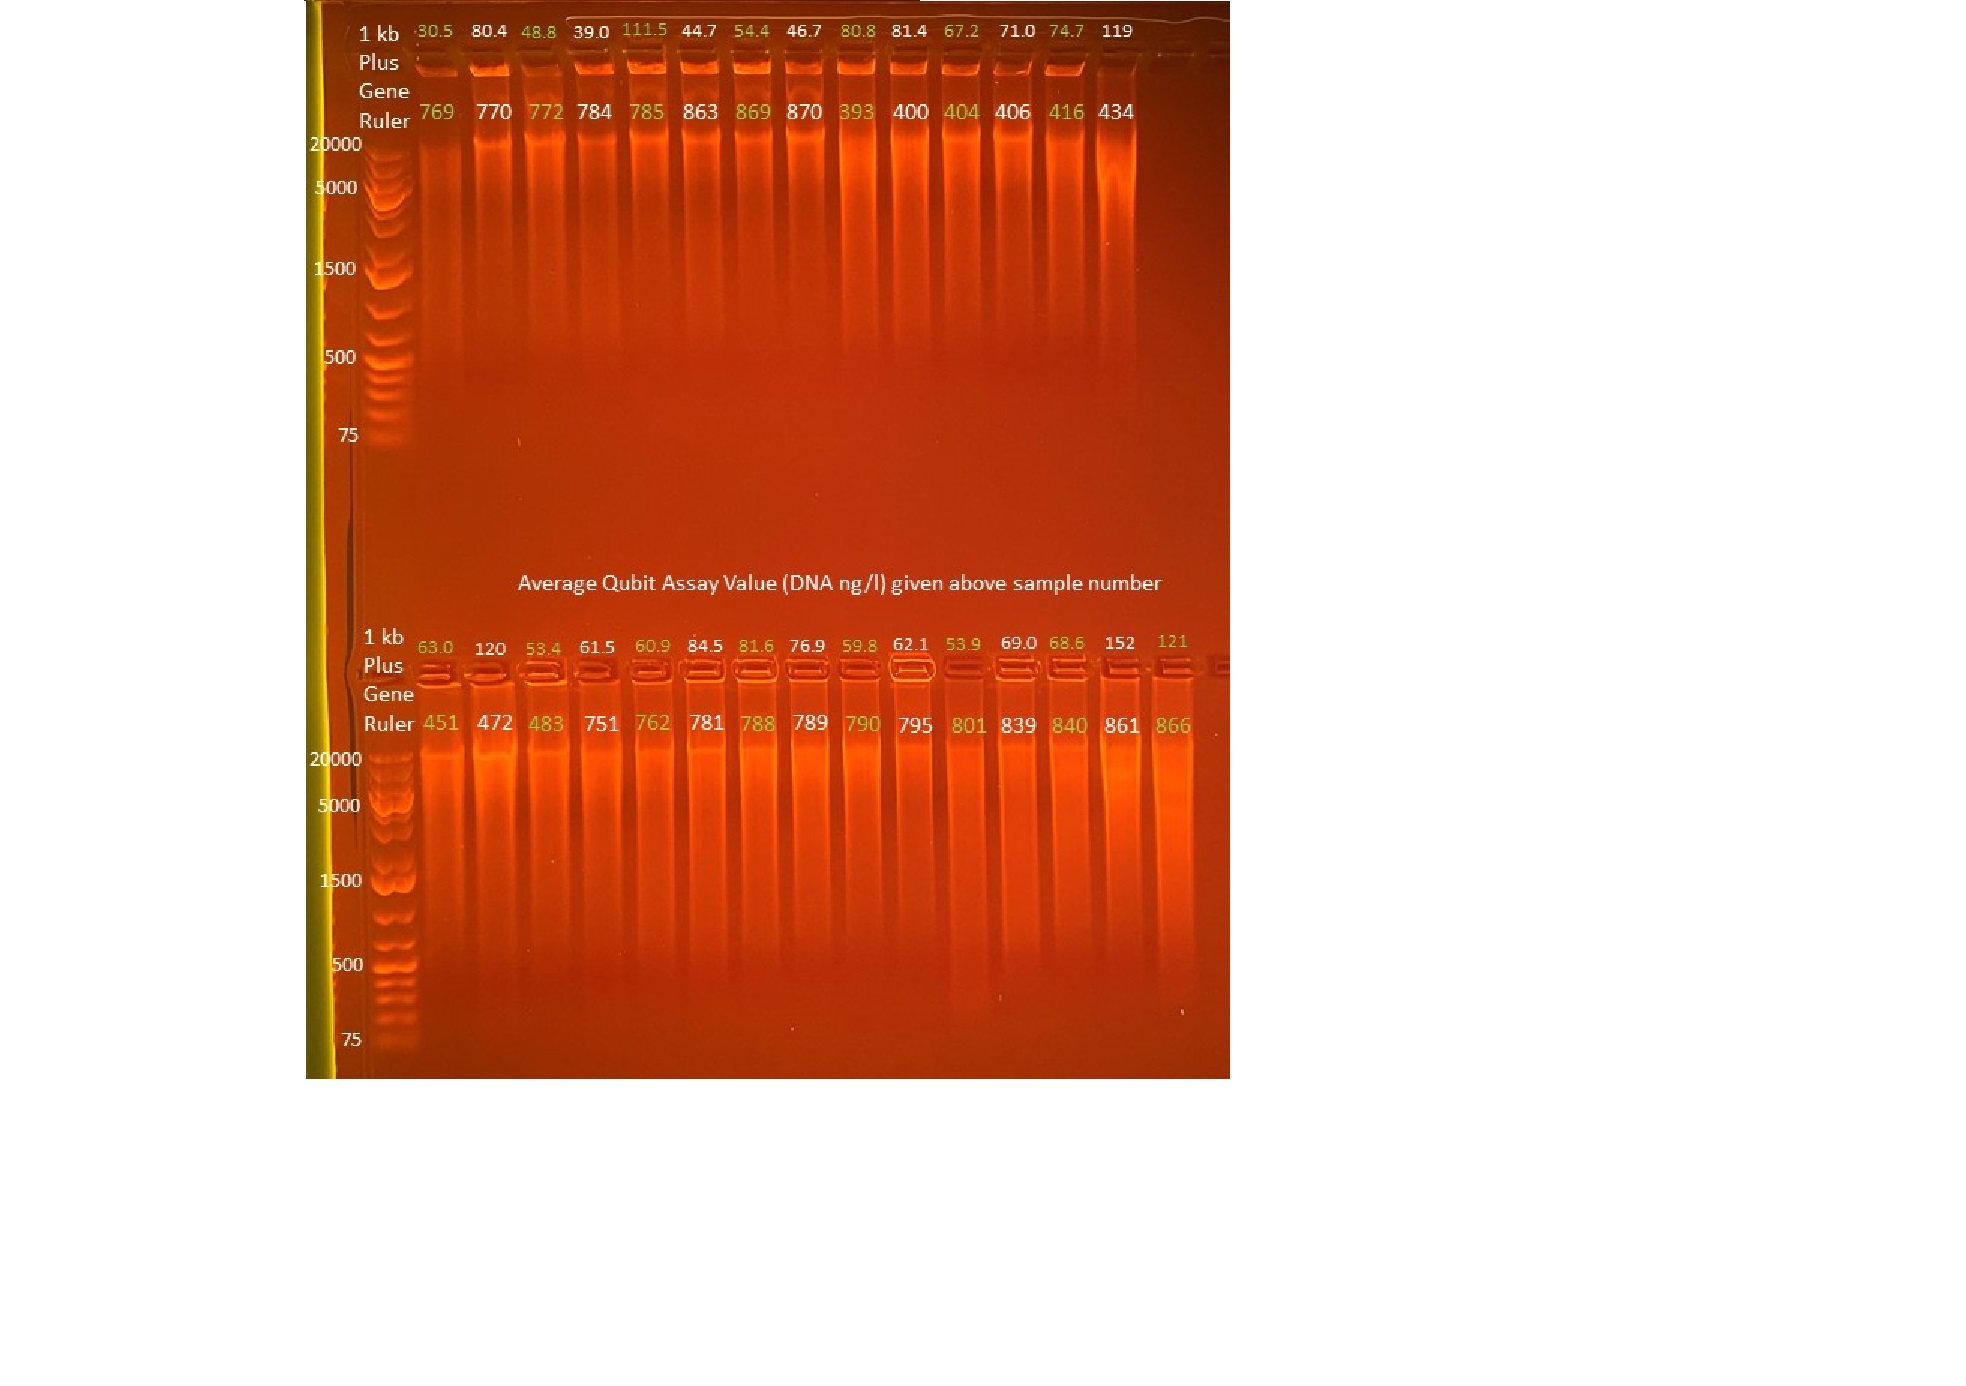 1 kb 30.5 80.4 48.8 39.0 111.5 44.7 54.4 46.7 80.8 81.4 67.2 71.0 74.7 119
Plus
Gene
Ruler 769 770 772 784 785 863 869 870 393 400 404 406 416 434
20000
5000
1500
500
75
Average Qubit Assay Value (DNA ng/l) given above sample number
1 kb 63.0 120 53.4 61.5 60.9 84.5 81.6 76.9 59.8 62.1 53.9 69.0 68.6 152 121
Plus
Gene
Ruler 451 472 483 751 762 781 788 789 790 795 801 839 840 861 866
20000
5000
1500
500
75